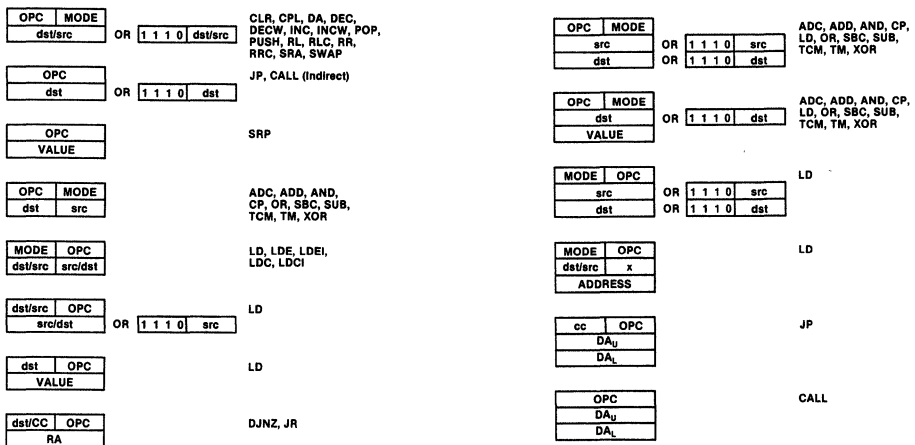 OPC MODE
dst/src OR 1 1 1 0 dst/src
CLR, CPL, DA, DEC,
DECW, INC, INCW, POP,
PUSH, RL, RLC, RR,
RRC, SRA, SWAP
OPC
dst OR 1 1 1 0 dst
JP, CALL (Indirect)
OPC
VALUE
SRP
OPC MODE
dst src
ADC, ADD, AND,
CP, OR, SBC, SUB,
TCM, TM, XOR
MODE OPC
dst/src src/dst
LD, LDE, LDEI,
LDC, LDCI
dst/src OPC
src/dst OR 1 1 1 0 src
LD
dst OPC
VALUE
LD
dst/CC OPC
RA
DJNZ, JR
OPC MODE
src OR 1 1 1 0 src
dst OR 1 1 1 0 dst
ADC, ADD, AND, CP,
LD, OR, SBC, SUB,
TCM, TM, XOR
OPC MODE
dst OR 1 1 1 0 dst
VALUE
ADC, ADD, AND, CP,
LD, OR, SBC, SUB,
TCM, TM, XOR
MODE OPC
src OR 1 1 1 0 src
dst OR 1 1 1 0 dst
LD
MODE OPC
dst/src x
ADDRESS
LD
cc OPC
DAU
DAL
JP
OPC
DAU
DAL
CALL